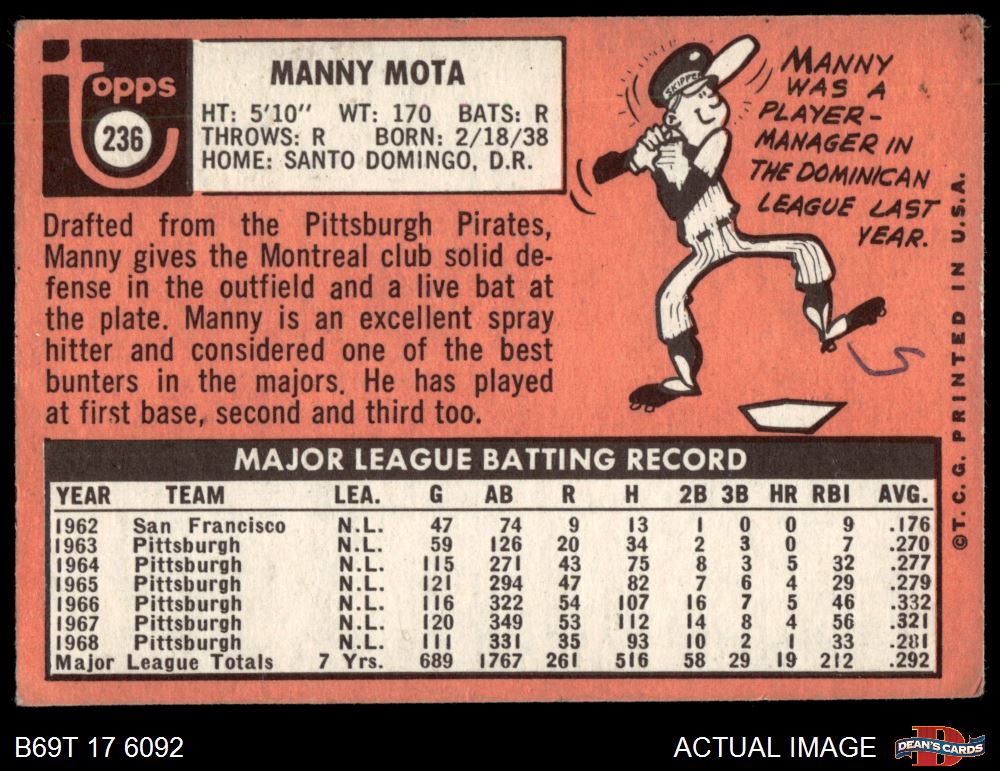 Topps
236
MANNY MOTA
HT: 5'10" WT: 170 BATS: R
THROWS: R BORN: 2/18/38
HOME: SANTO DOMINGO, D.R.
SKIPPER
MANNY
WAS A
PLAYER-
MANAGER IN
THE DOMINICAN
LEAGUE LAST
YEAR.
Drafted from the Pittsburgh Pirates,
Manny gives the Montreal club solid de-
fense in the outfield and a live bat at
the plate. Manny is an excellent spray
hitter and considered one of the best
bunters in the majors. He has played
at first base, second and third too.
©T.C.G. PRINTED IN U.S.A.
MAJOR LEAGUE BATTING RECORD
YEAR TEAM LEA. G AB R H 2B 3B HR RBI AVG.
1962 San Francisco N.L. 47 74 9 13 1 0 0 9 .176
1963 Pittsburgh N.L. 59 126 20 34 2 3 0 7 .270
1964 Pittsburgh N.L. 115 271 43 75 8 3 5 32 .277
1965 Pittsburgh N.L. 121 294 47 82 7 6 4 29 .279
1966 Pittsburgh N.L. 116 322 54 107 16 7 5 46 .332
1967 Pittsburgh N.L. 120 349 53 112 14 8 4 56 .321
1968 Pittsburgh N.L. 111 331 35 93 10 2 1 33 .281
Major League Totals 7 Yrs. 689 1767 261 516 58 29 19 212 .292
B69T 17 6092
ACTUAL IMAGE
D
DEAN'S CARDS